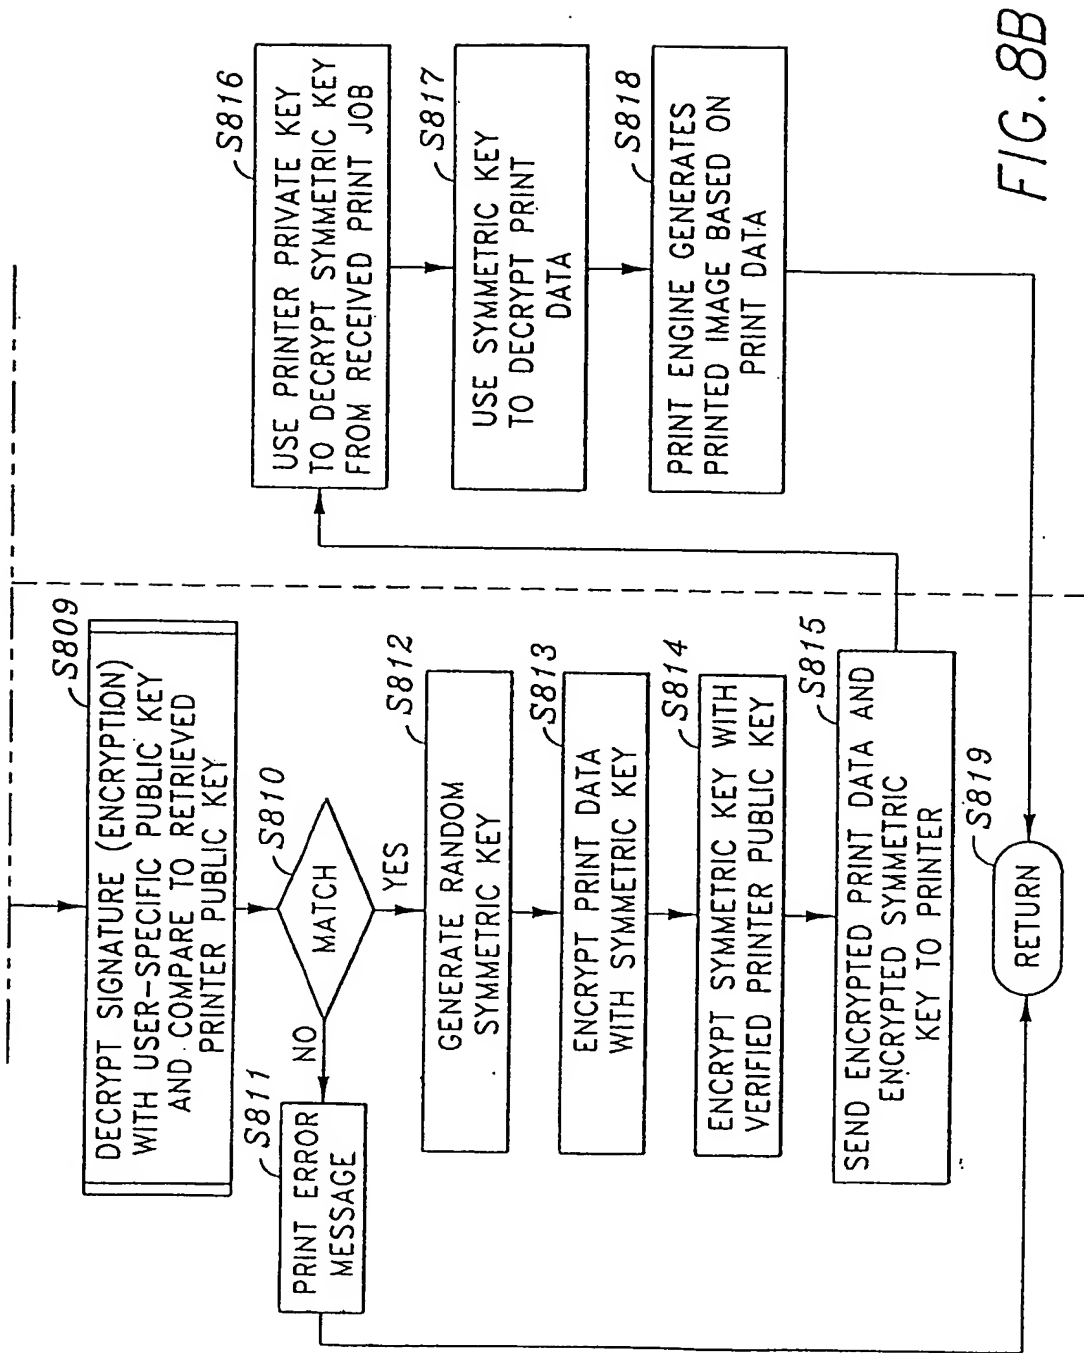 S809
DECRYPT SIGNATURE (ENCRYPTION)
WITH USER-SPECIFIC PUBLIC KEY
AND COMPARE TO RETRIEVED
PRINTER PUBLIC KEY
S810
MATCH
NO
YES
S811
PRINT ERROR
MESSAGE
S812
GENERATE RANDOM
SYMMETRIC KEY
S813
ENCRYPT PRINT DATA
WITH SYMMETRIC KEY
S814
ENCRYPT SYMMETRIC KEY WITH
VERIFIED PRINTER PUBLIC KEY
S815
SEND ENCRYPTED PRINT DATA AND
ENCRYPTED SYMMETRIC
KEY TO PRINTER
S816
USE PRINTER PRIVATE KEY
TO DECRYPT SYMMETRIC KEY
FROM RECEIVED PRINT JOB
S817
USE SYMMETRIC KEY
TO DECRYPT PRINT
DATA
S818
PRINT ENGINE GENERATES
PRINTED IMAGE BASED ON
PRINT DATA
S819
RETURN
FIG.8B